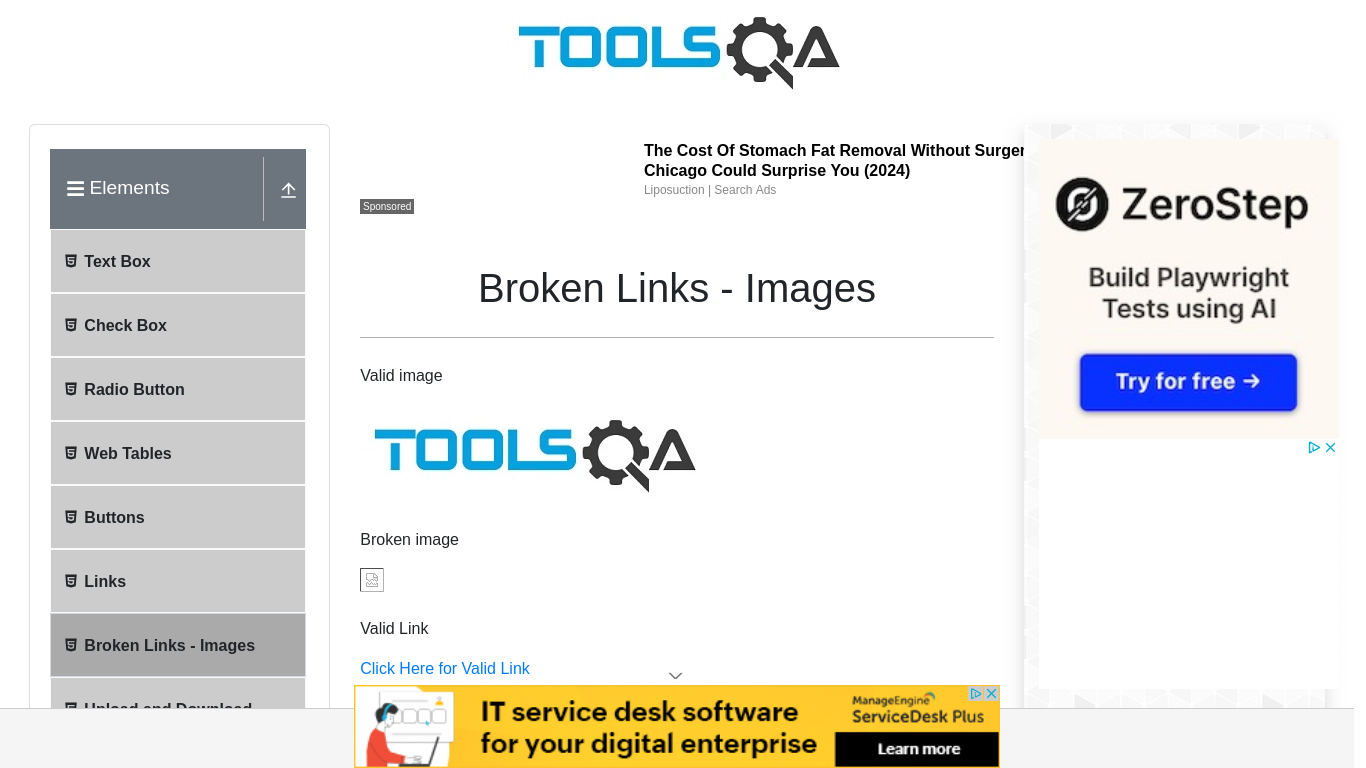 TOOLSQA
Elements
Text Box
Check Box
Radio Button
Web Tables
Buttons
Links
Broken Links - Images
Upload and Download
The Cost Of Stomach Fat Removal Without Surger
Chicago Could Surprise You (2024)
Liposuction | Search Ads
Sponsored
Broken Links - Images
Valid image
TOOLSQA
Broken image
Valid Link
Click Here for Valid Link
ZeroStep
Build Playwright
Tests using AI
Try for free →
IT service desk software
for your digital enterprise
ManageEngine
ServiceDesk Plus
Learn more